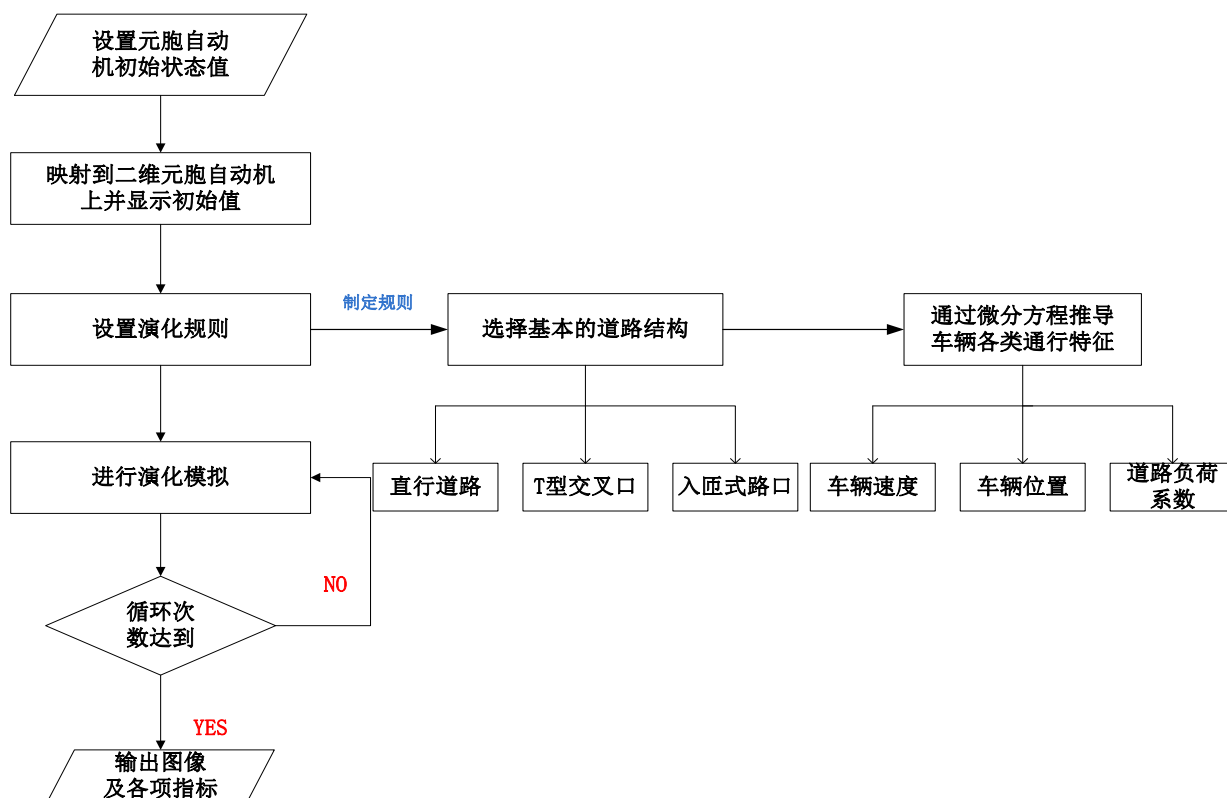 设置元胞自动
机初始状态值
映射到二维元胞自动机
上并显示初始值
设置演化规则
制定规则
选择基本的道路结构
通过微分方程推导
车辆各类通行特征
进行演化模拟
直行道路
T型交叉口
入匝式路口
车辆速度
车辆位置
道路负荷
系数
NO
循环次
数达到
YES
输出图像
及各项指标